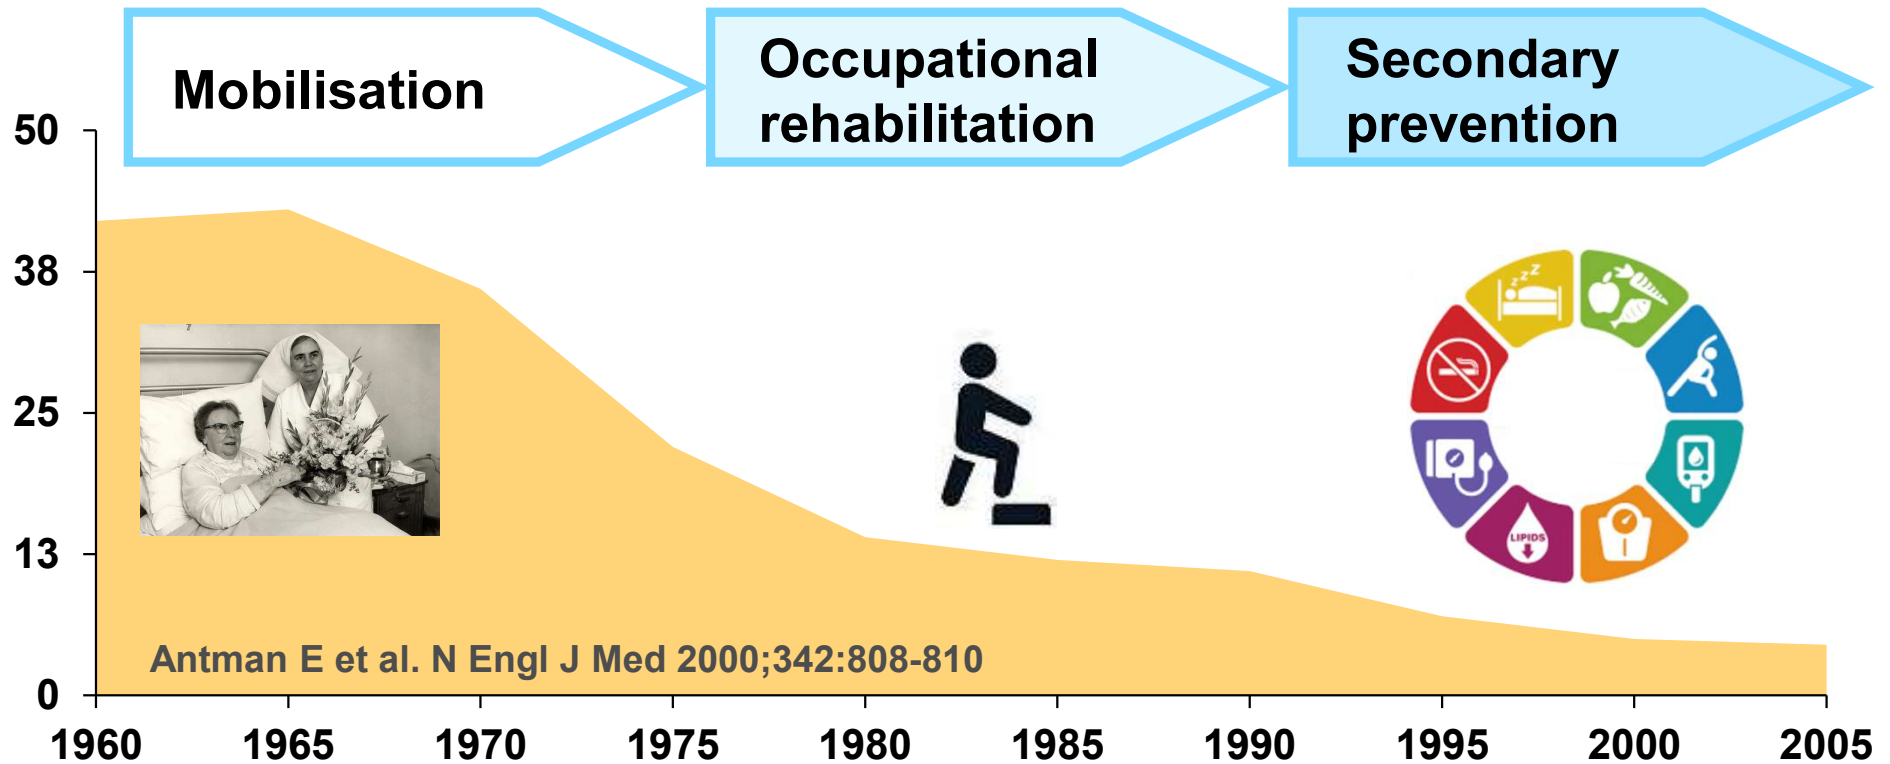 Mobilisation
Occupational
rehabilitation
Secondary
prevention
50
38
25
13
0
zzz
LIPIDS
Antman E et al. N Engl J Med 2000;342:808-810
1960 1965 1970 1975 1980 1985 1990 1995 2000 2005